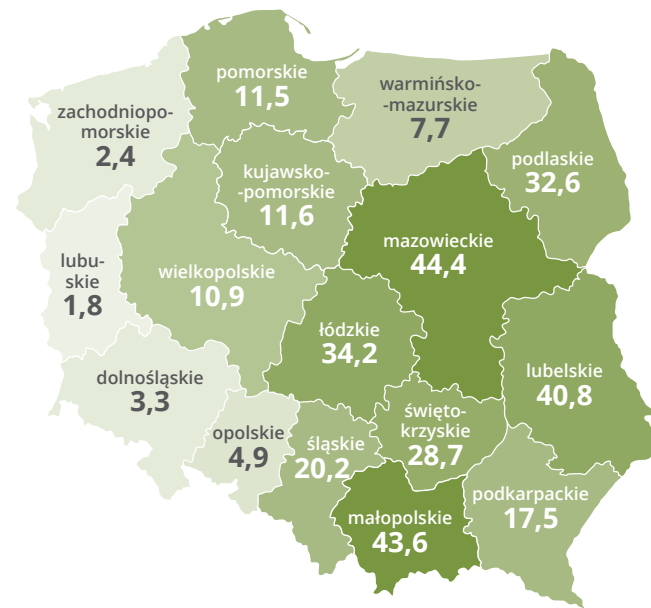 pomorskie
11,5
warmińsko-
-mazurskie
7,7
zachodniopo-
morskie
2,4
podlaskie
32,6
kujawsko-
-pomorskie
11,6
mazowieckie
44,4
lubu-
skie
1,8
wielkopolskie
10,9
łódzkie
34,2
lubelskie
40,8
dolnośląskie
3,3
święto-
krzyskie
28,7
opolskie
4,9
śląskie
20,2
podkarpackie
17,5
małopolskie
43,6